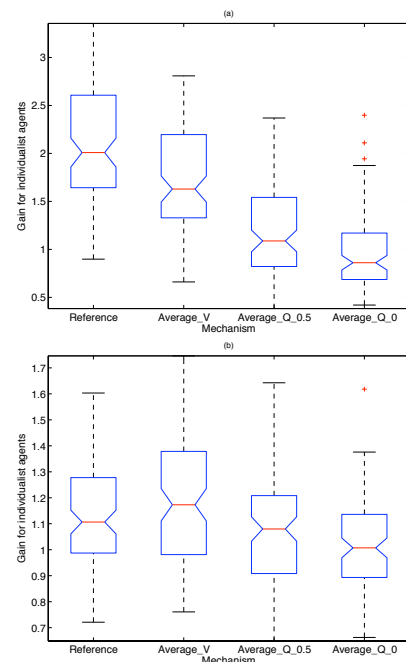 (a)
Gain for individualist agents
3
2.5
2
1.5
1
0.5
Reference Average_V Average_Q_0.5 Average_Q_0
Mechanism
(b)
Gain for individualist agents
1.7
1.6
1.5
1.4
1.3
1.2
1.1
1
0.9
0.8
0.7
Reference Average_V Average_Q_0.5 Average_Q_0
Mechanism